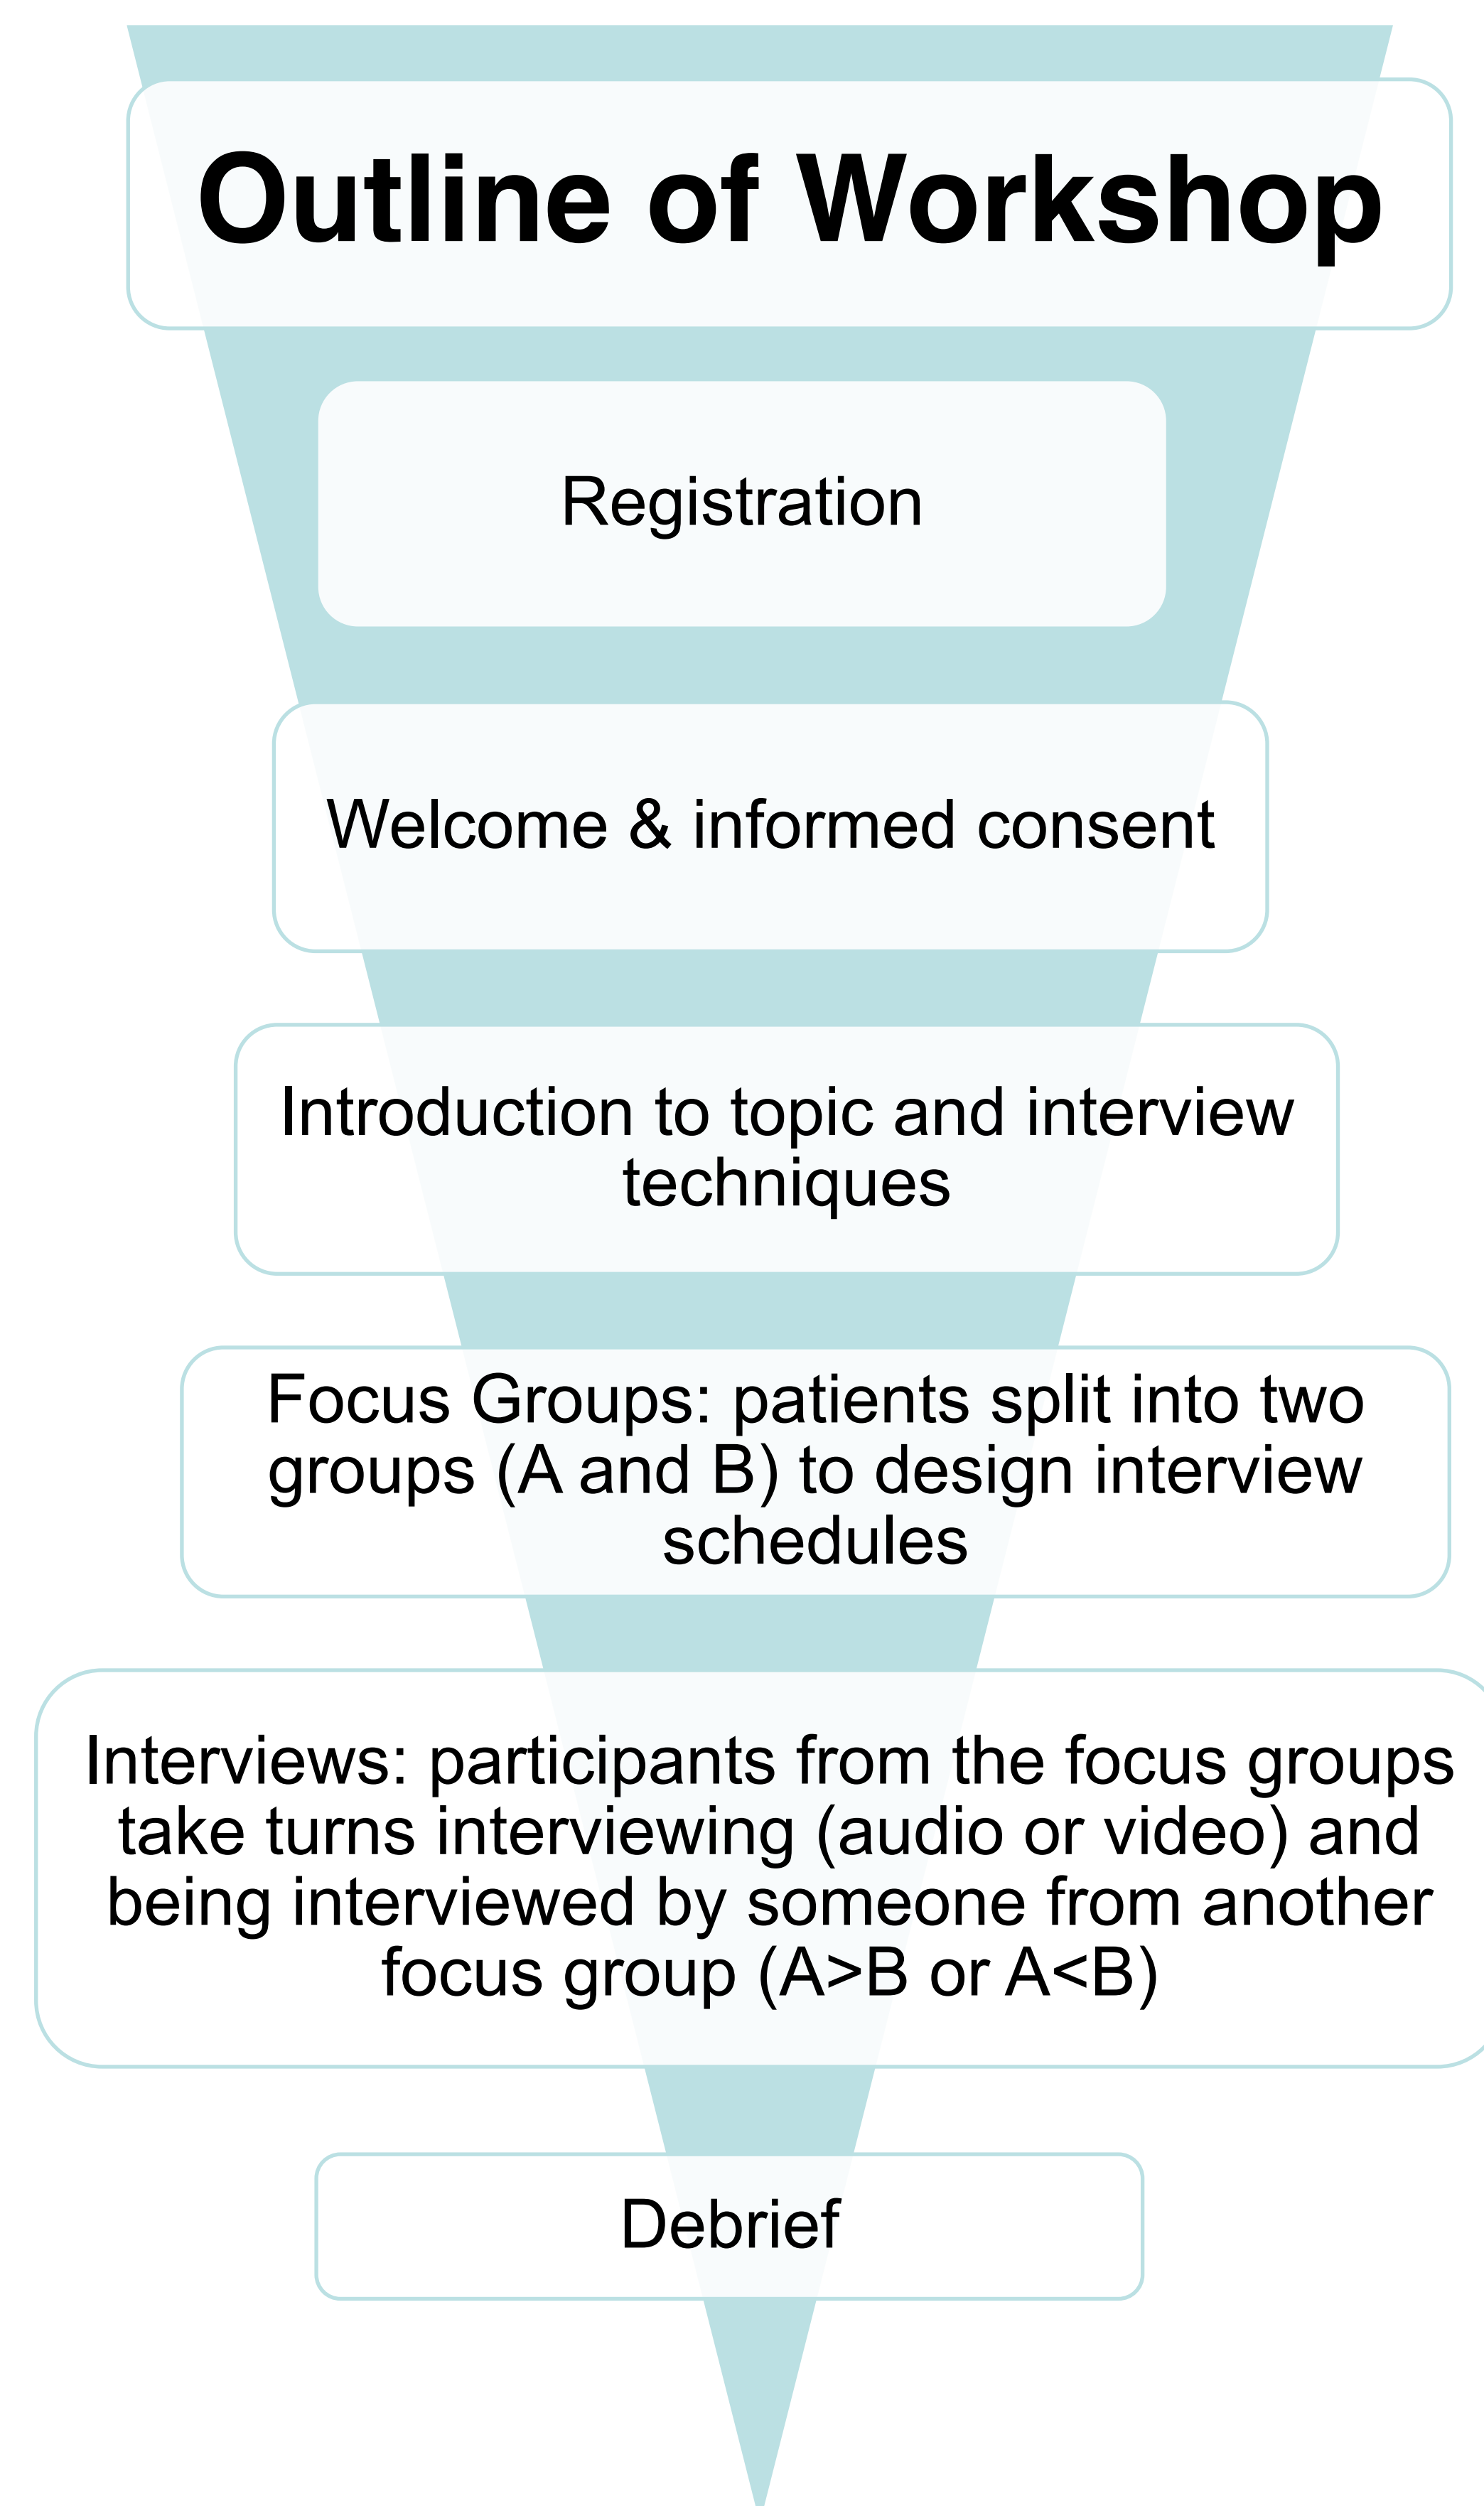 Outline of Workshop
Registration
Welcome & informed consent
Introduction to topic and interview
techniques
Focus Groups: patients split into two
groups (A and B) to design interview
schedules
Interviews: participants from the focus groups
take turns interviewing (audio or video) and
being interviewed by someone from another
focus group (A>B or A<B)
Debrief